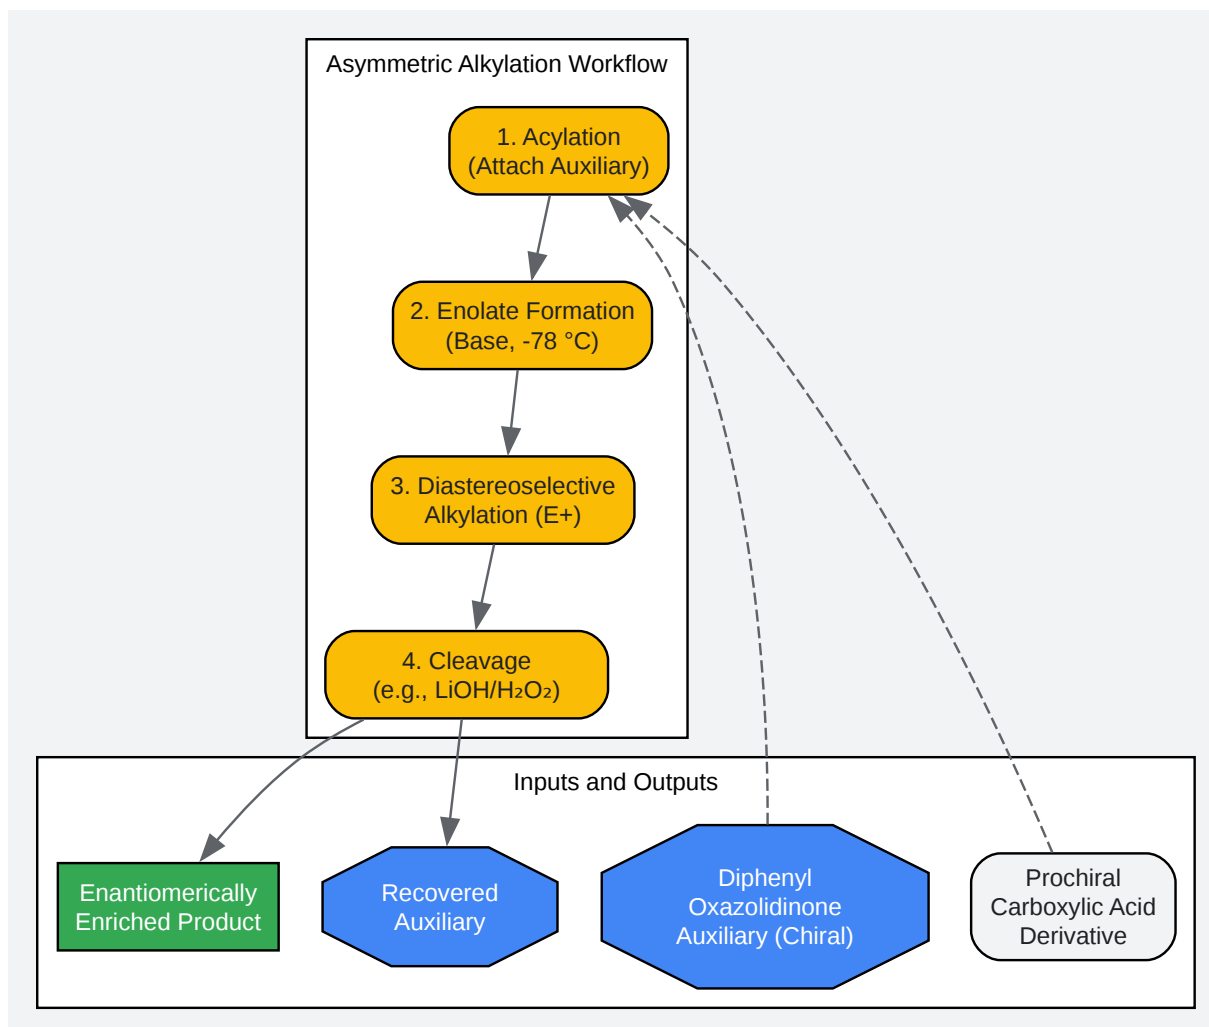 Asymmetric Alkylation Workflow
1. Acylation
(Attach Auxiliary)
2. Enolate Formation
(Base, -78 °C)
3. Diastereoselective
Alkylation (E+)
4. Cleavage
(e.g., LiOH/H₂O₂)
Inputs and Outputs
Enantiomerically
Enriched Product
Recovered
Auxiliary
Diphenyl
Oxazolidinone
Auxiliary (Chiral)
Prochiral
Carboxylic Acid
Derivative